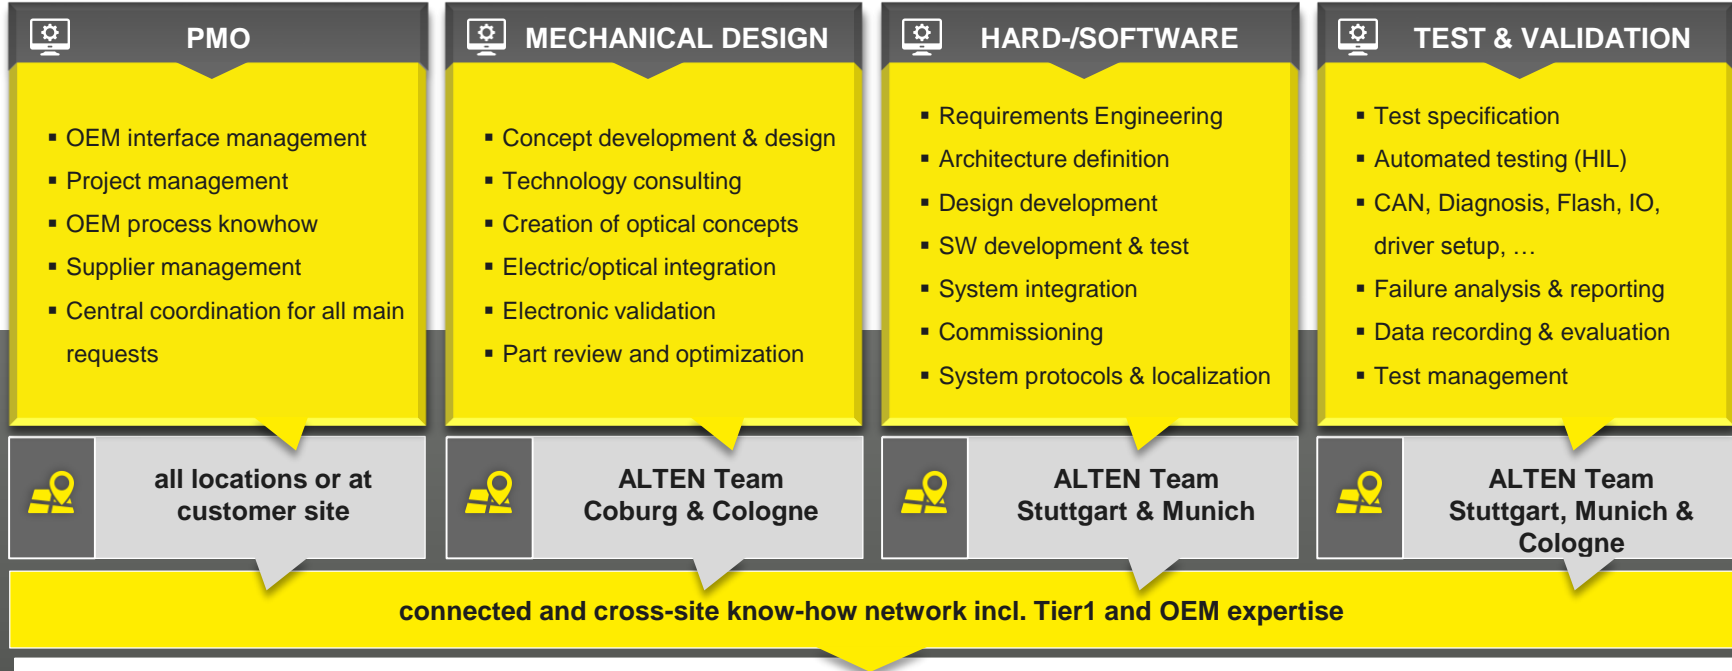 PMO
▪ OEM interface management
▪ Project management
▪ OEM process knowhow
▪ Supplier management
▪ Central coordination for all main
requests
all locations or at
customer site
MECHANICAL DESIGN
▪ Concept development & design
▪ Technology consulting
▪ Creation of optical concepts
▪ Electric/optical integration
▪ Electronic validation
▪ Part review and optimization
ALTEN Team
Coburg & Cologne
HARD-/SOFTWARE
▪ Requirements Engineering
▪ Architecture definition
▪ Design development
▪ SW development & test
▪ System integration
▪ Commissioning
▪ System protocols & localization
ALTEN Team
Stuttgart & Munich
TEST & VALIDATION
▪ Test specification
▪ Automated testing (HIL)
▪ CAN, Diagnosis, Flash, IO,
driver setup, …
▪ Failure analysis & reporting
▪ Data recording & evaluation
▪ Test management
ALTEN Team
Stuttgart, Munich &
Cologne
connected and cross-site know-how network incl. Tier1 and OEM expertise